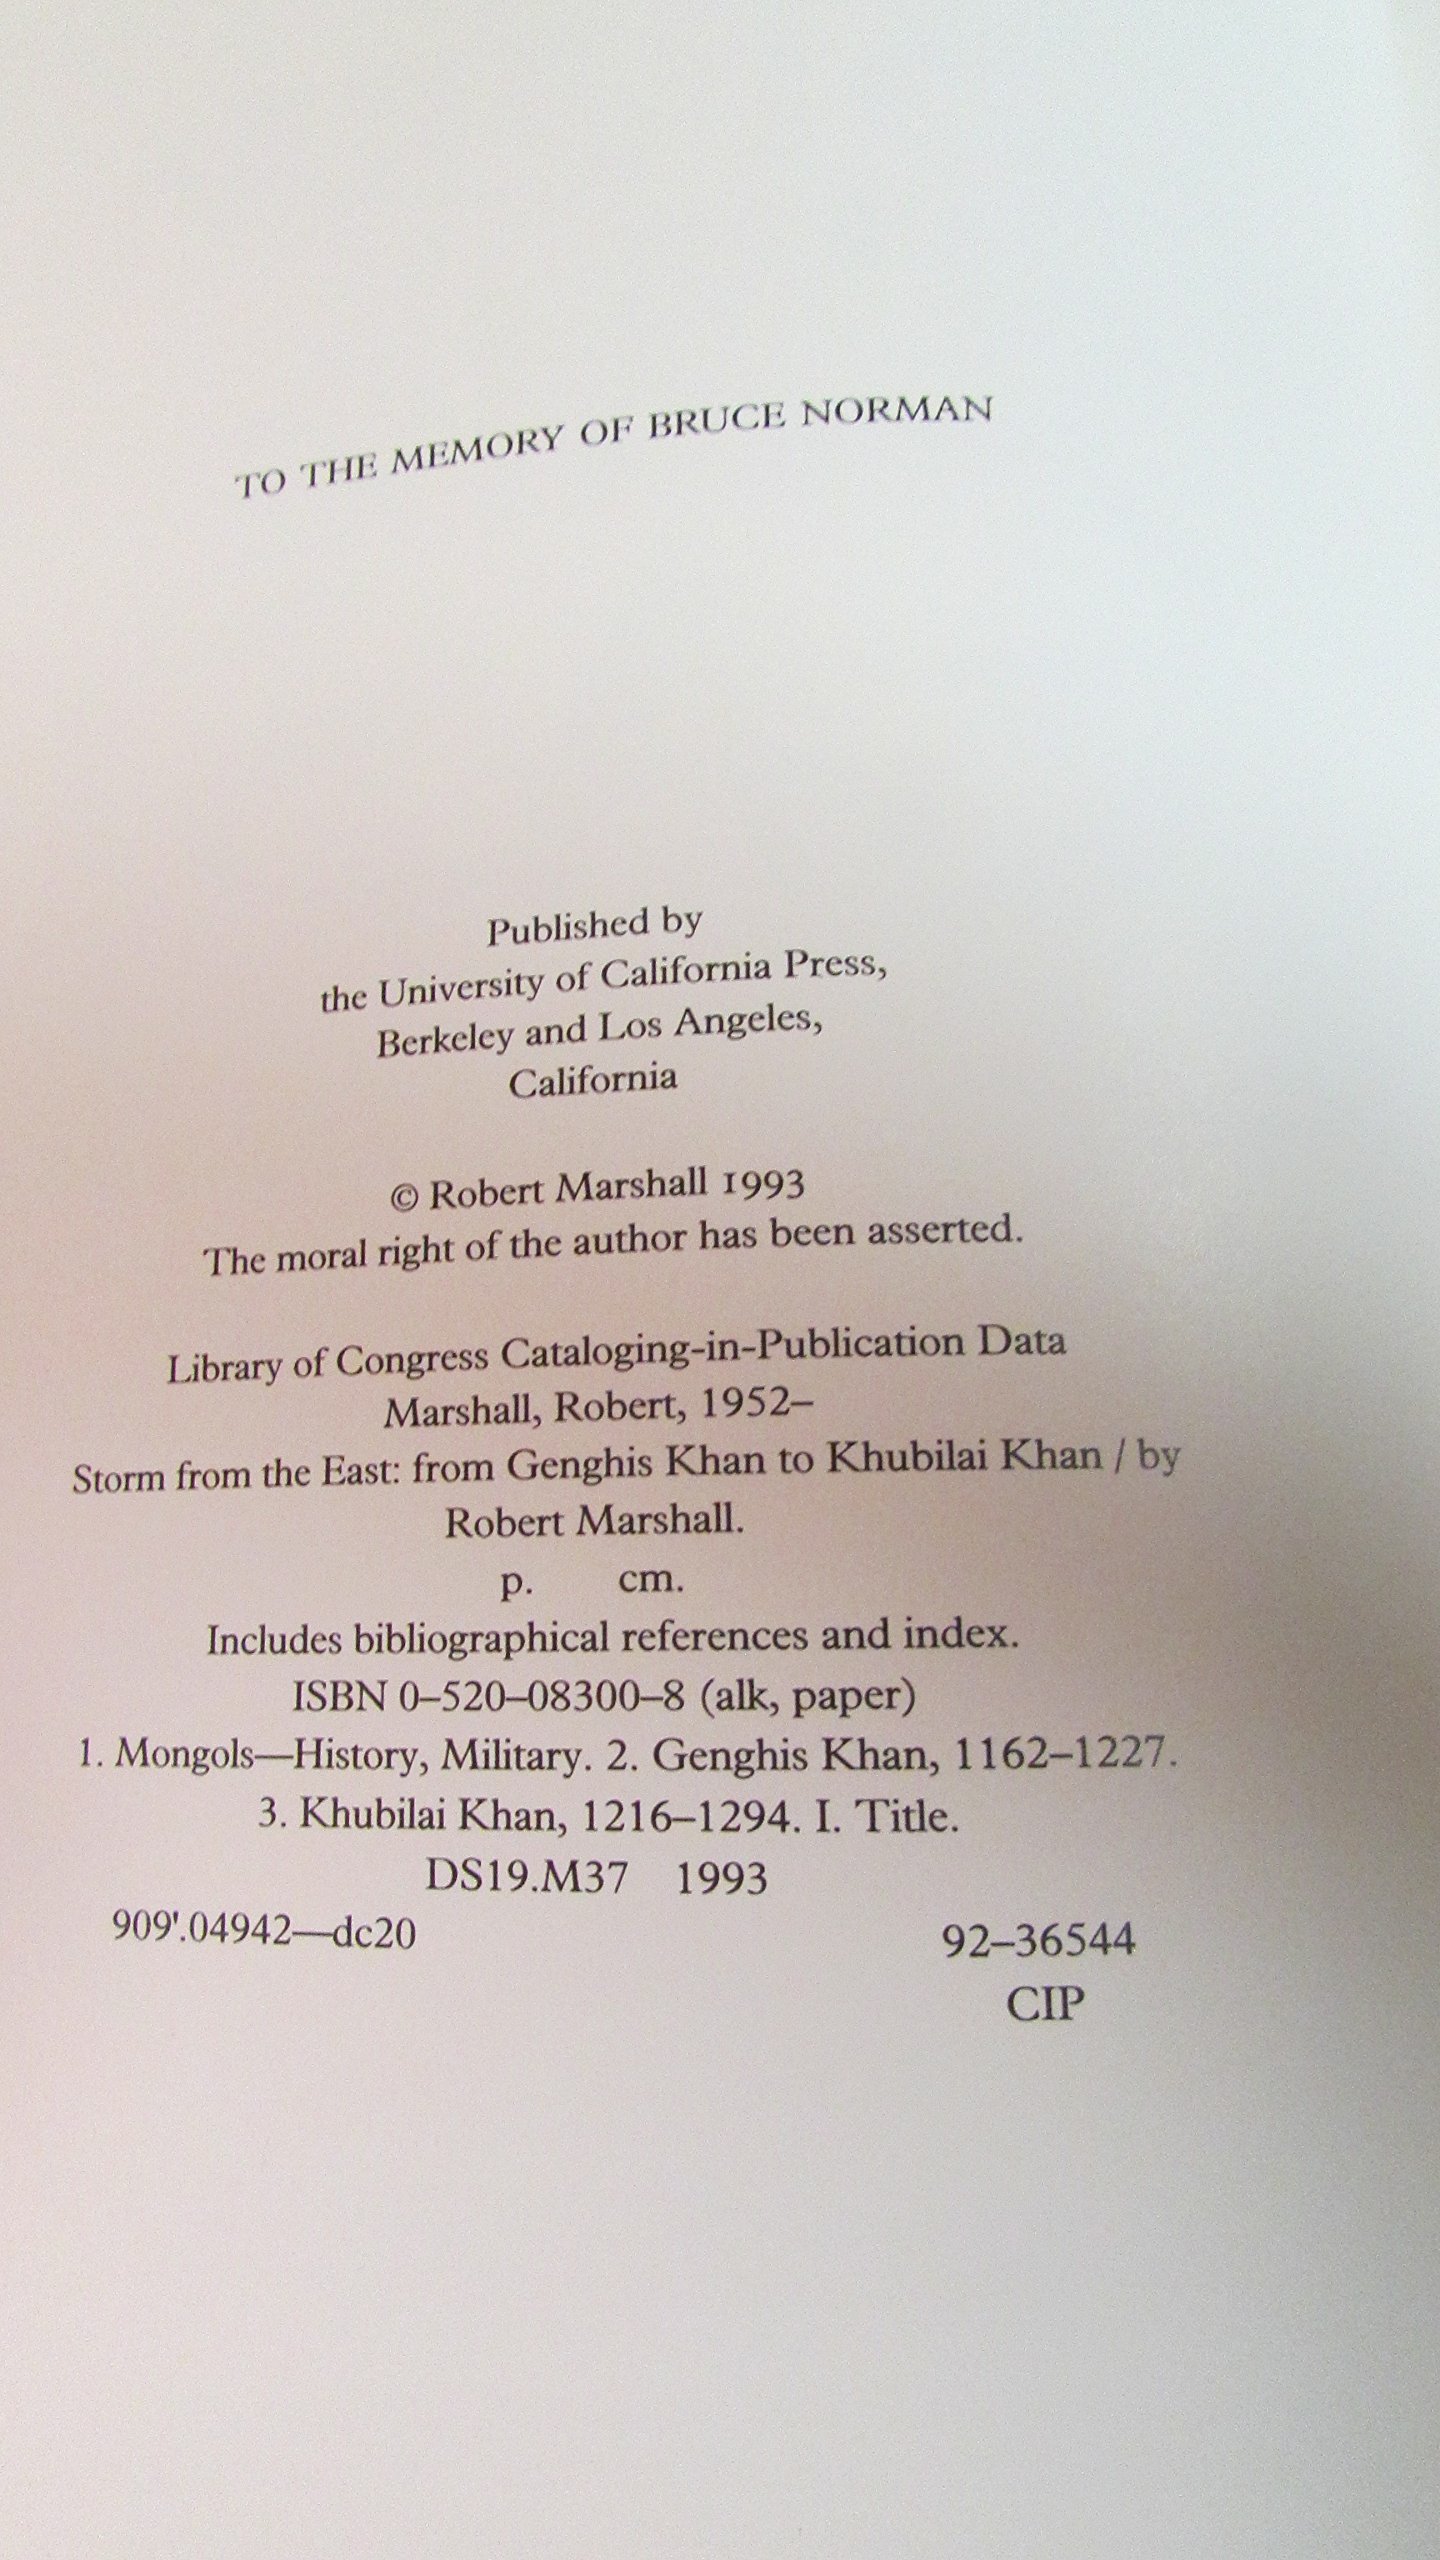 TO THE MEMORY OF BRUCE NORMAN
Published by
the University of California Press,
Berkeley and Los Angeles,
California
© Robert Marshall 1993
The moral right of the author has been asserted.
Library of Congress Cataloging-in-Publication Data
Marshall, Robert, 1952–
Storm from the East: from Genghis Khan to Khubilai Khan / by
Robert Marshall.
p. cm.
Includes bibliographical references and index.
ISBN 0–520–08300–8 (alk, paper)
1. Mongols—History, Military. 2. Genghis Khan, 1162–1227.
3. Khubilai Khan, 1216–1294. I. Title.
DS19.M37 1993
909'.04942—dc20 92–36544
CIP